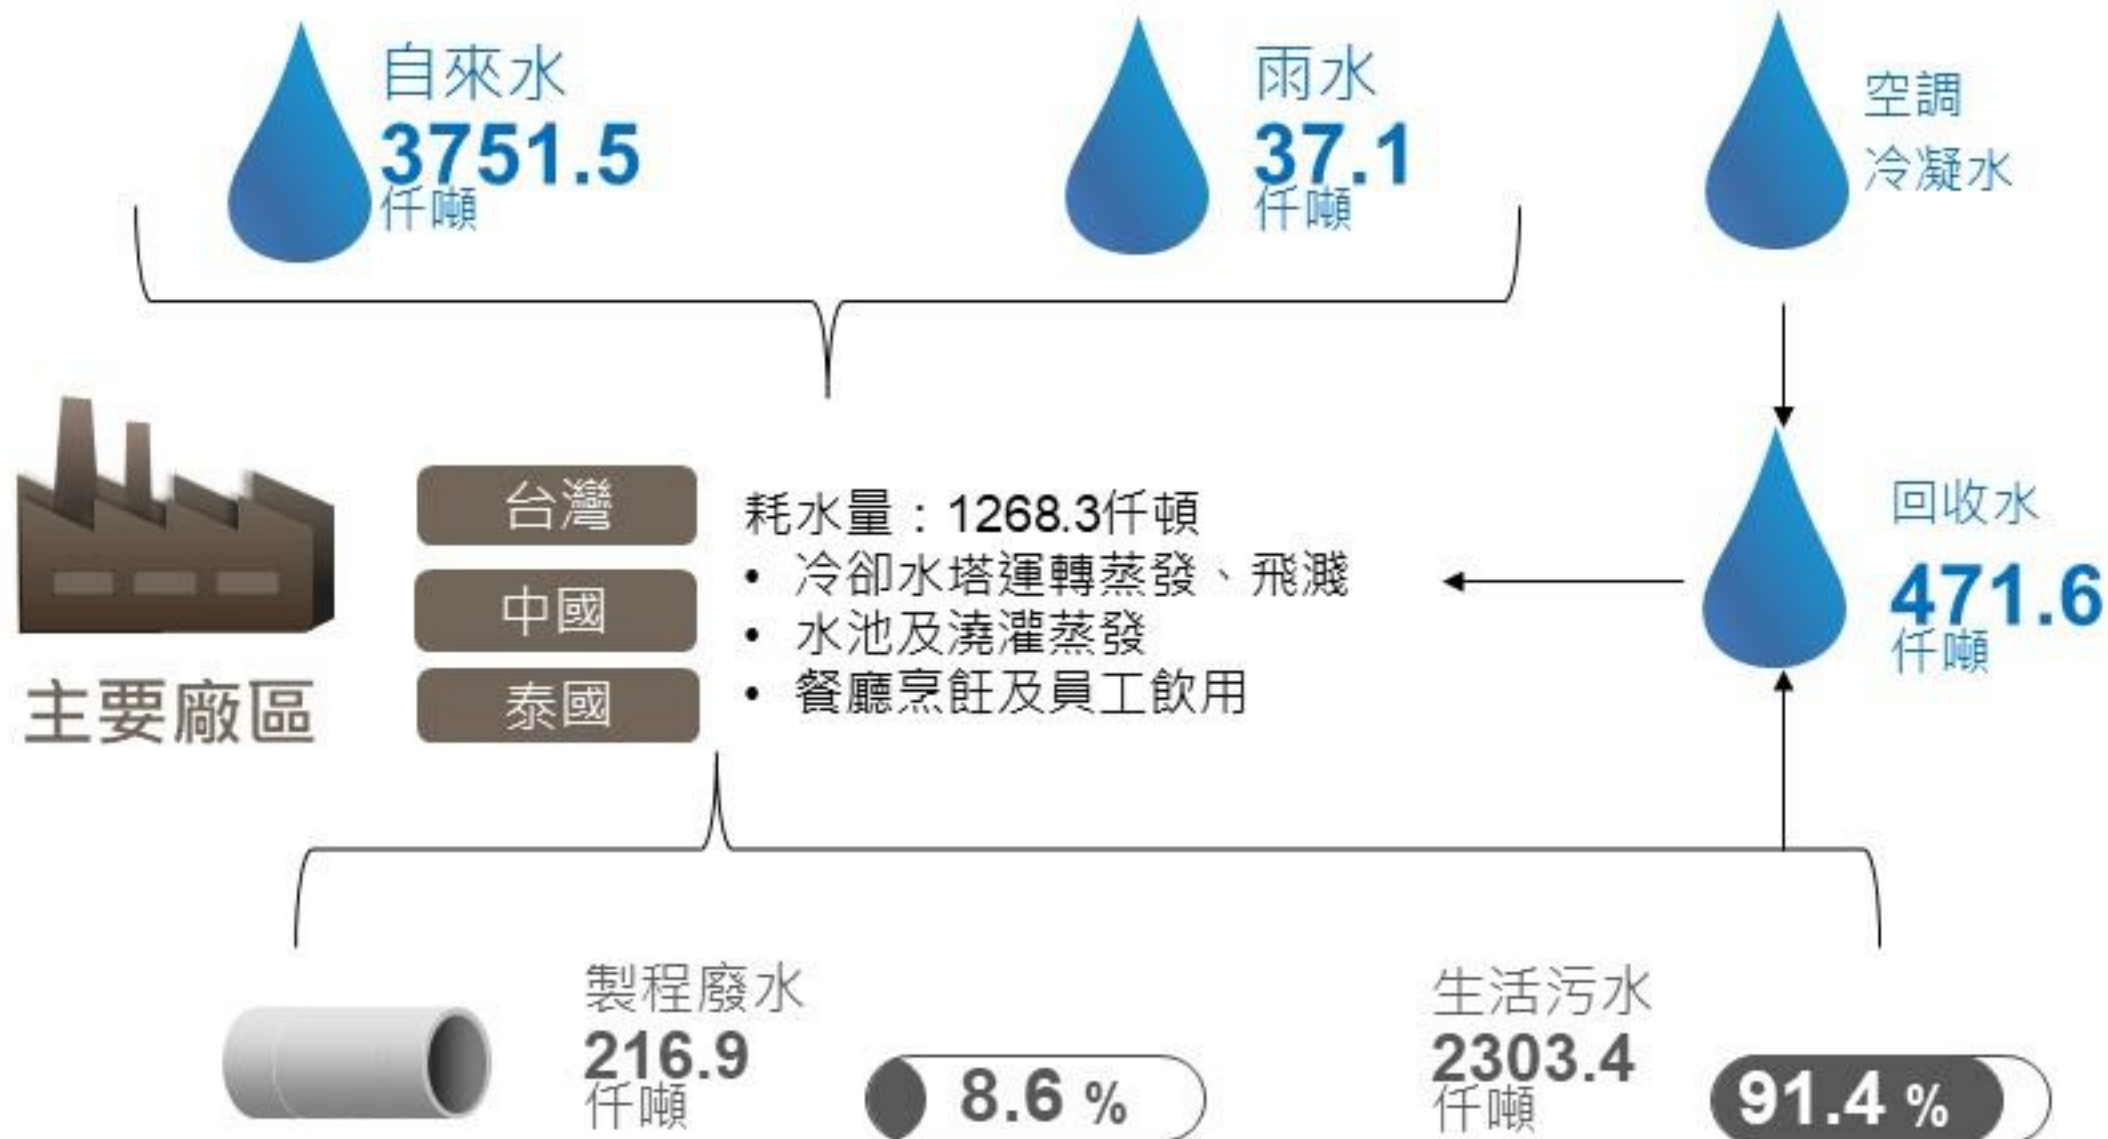 自來水
3751.5
仟噸
雨水
37.1
仟噸
空調
冷凝水
台灣
中國
泰國
主要廠區
耗水量：1268.3仟頓
• 冷卻水塔運轉蒸發、飛濺
• 水池及澆灌蒸發
• 餐廳烹飪及員工飲用
回收水
471.6
仟噸
製程廢水
216.9
仟噸
8.6 %
生活污水
2303.4
仟噸
91.4 %